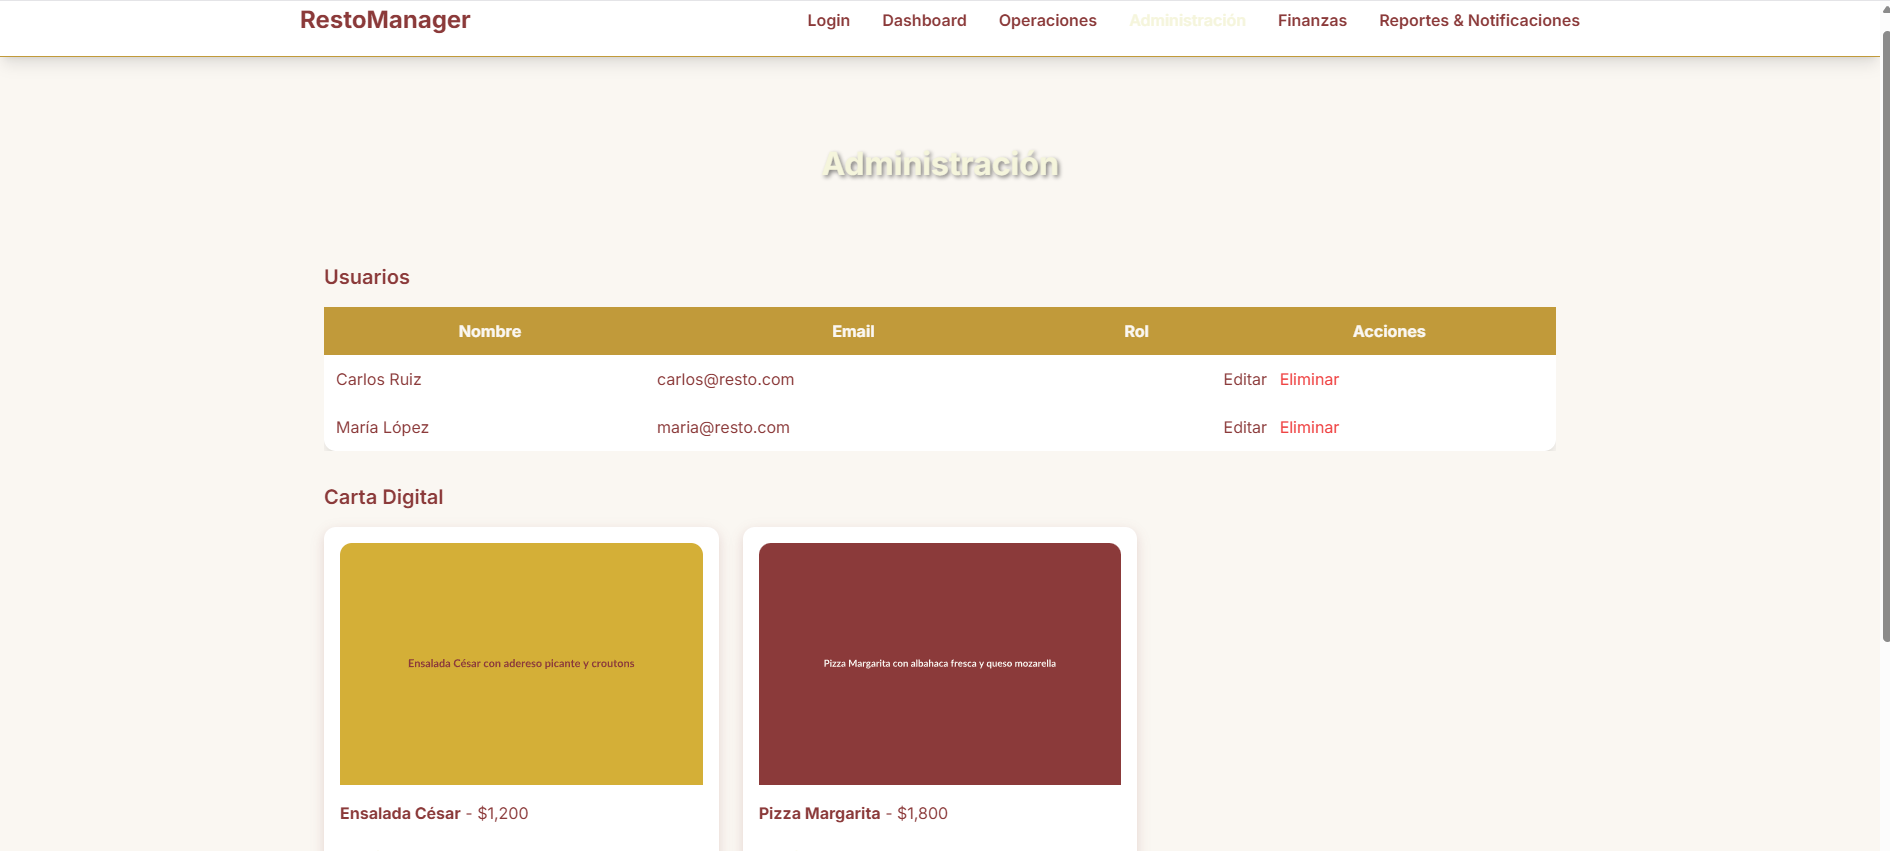 RestoManager
Login Dashboard Operaciones Administración Finanzas Reportes & Notificaciones
Administración
Usuarios
Nombre Email Rol Acciones
Carlos Ruiz carlos@resto.com Editar Eliminar
María López maria@resto.com Editar Eliminar
Carta Digital
Ensalada César con adereso picante y croutons
Pizza Margarita con albahaca fresca y queso mozarella
Ensalada César - $1,200
Pizza Margarita - $1,800